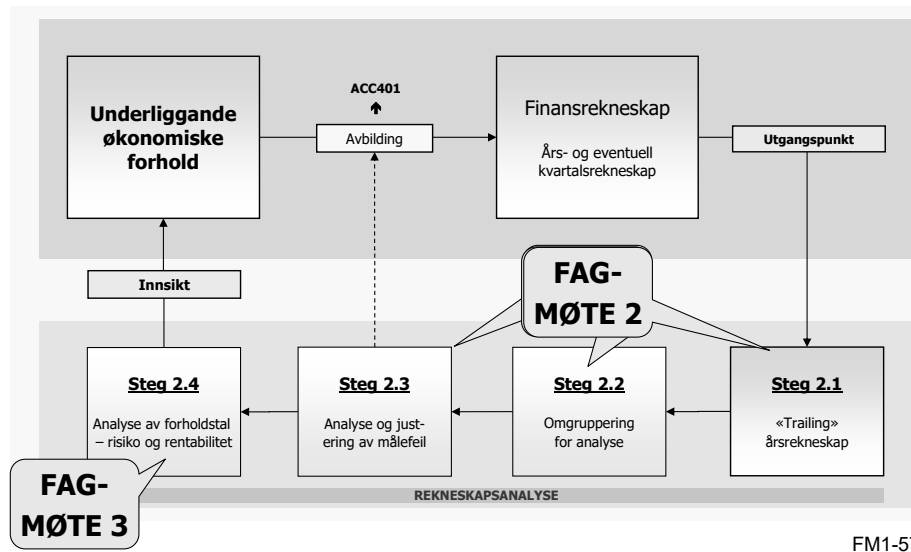 ACC401
Underliggande
økonomiske
forhold
Avbilding
Finansrekneskap
Års- og eventuell
kvartalsrekneskap
Utgangspunkt
Innsikt
FAG-
MØTE 2
Steg 2.4
Analyse av forholdstal
– risiko og rentabilitet
Steg 2.3
Analyse og just-
ering av målefeil
Steg 2.2
Omgruppering
for analyse
Steg 2.1
«Trailing»
årsrekneskap
FAG-
MØTE 3
REKNESKAPSANALYSE